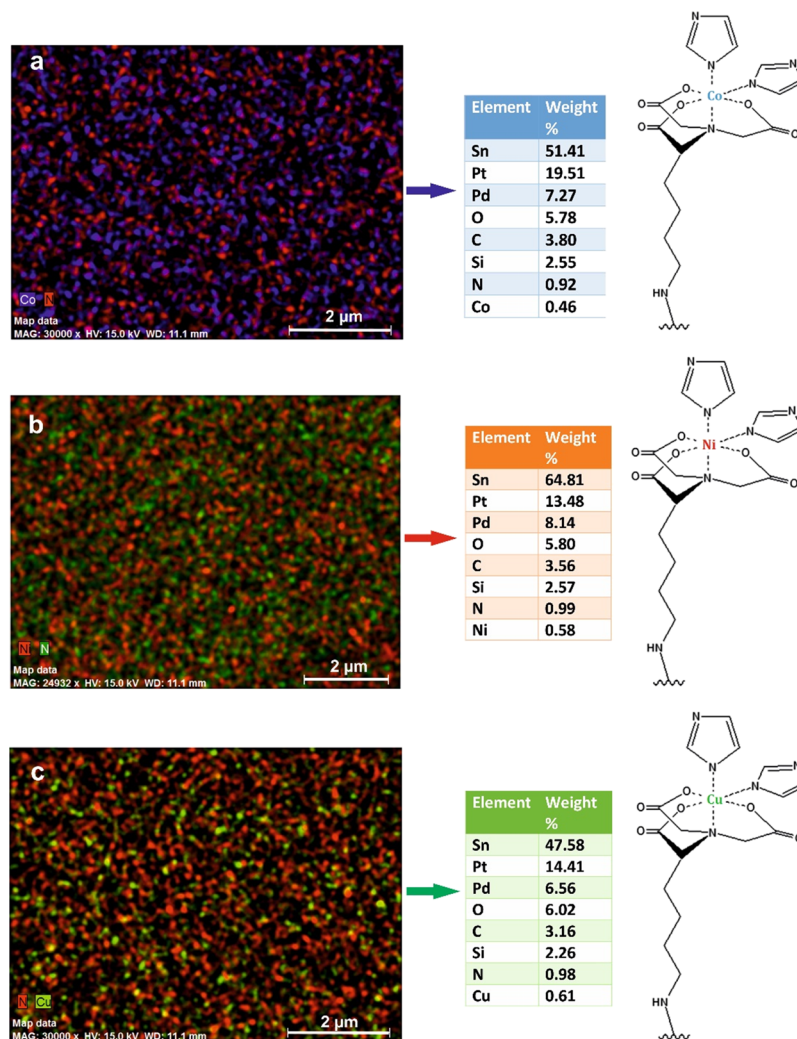 a
Co N
Map data
MAG: 30000 x HV: 15.0 kV WD: 11.1 mm
2 µm
Element Weight
%
Sn 51.41
Pt 19.51
Pd 7.27
O 5.78
C 3.80
Si 2.55
N 0.92
Co 0.46
N
N
N
O
O
O
Co
O
O
N
O
HN
b
Ni N
Map data
MAG: 24932 x HV: 15.0 kV WD: 11.1 mm
2 µm
Element Weight
%
Sn 64.81
Pt 13.48
Pd 8.14
O 5.80
C 3.56
Si 2.57
N 0.99
Ni 0.58
N
N
N
N
O
O
Ni
O
O
O
N
O
HN
c
N Cu
Map data
MAG: 30000 x HV: 15.0 kV WD: 11.1 mm
2 µm
Element Weight
%
Sn 47.58
Pt 14.41
Pd 6.56
O 6.02
C 3.16
Si 2.26
N 0.98
Cu 0.61
N
N
N
N
O
O
Cu
O
O
O
N
O
HN